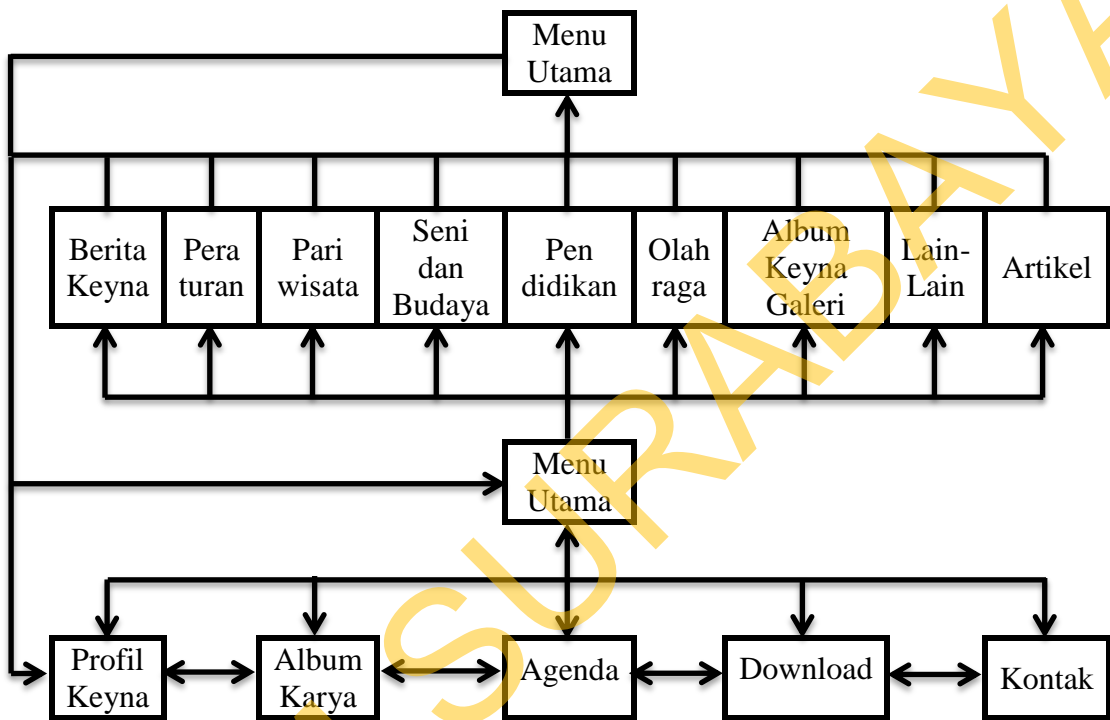 Menu
Utama
Berita
Keyna
Pera
turan
Pari
wisata
Seni
dan
Budaya
Pen
didikan
Olah
raga
Album
Keyna
Galeri
Lain-
Lain
Artikel
Menu
Utama
Profil
Keyna
Album
Karya
Agenda
Download
Kontak
SURABAYA